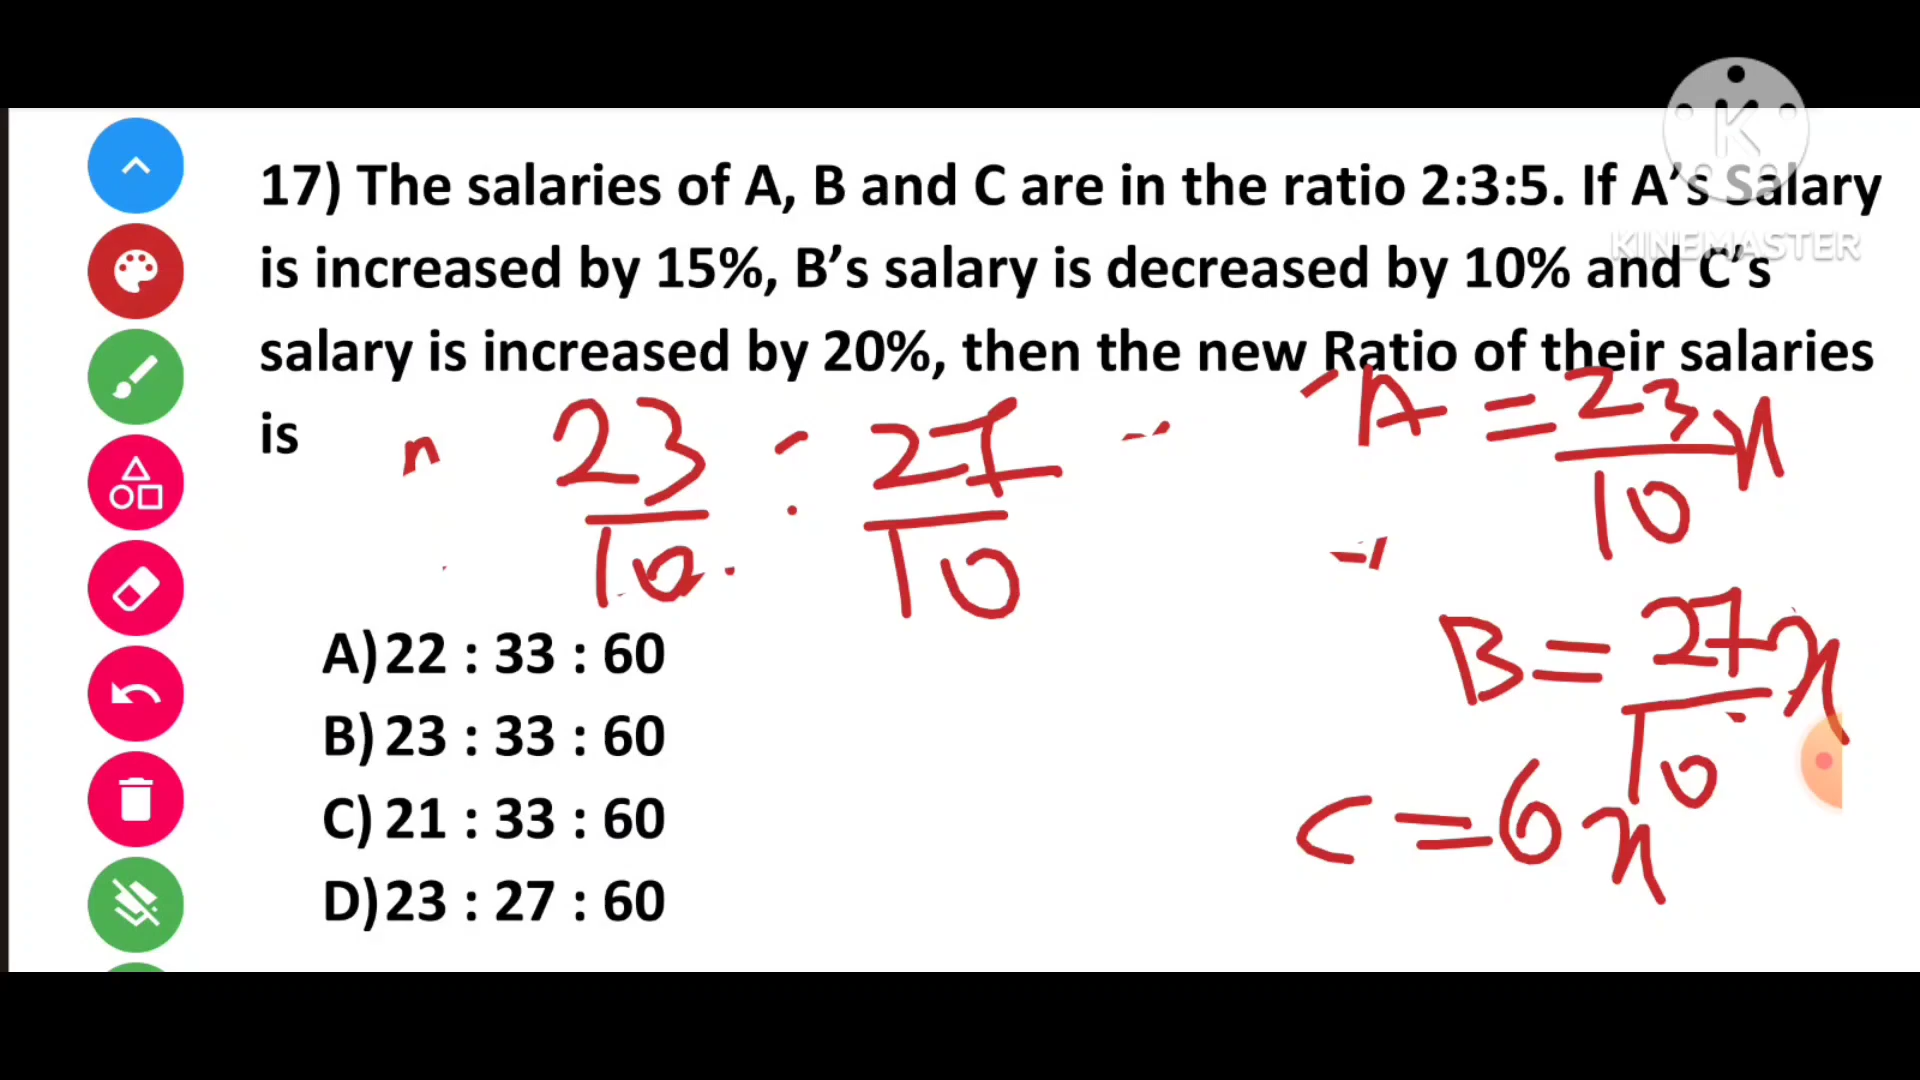 17) The salaries of A, B and C are in the ratio 2:3:5. If A’s Salary
is increased by 15%, B’s salary is decreased by 10% and C’s
salary is increased by 20%, then the new Ratio of their salaries
is
KINEMASTER
23/10 : 27/10
A = 23/10 x
B = 27/10 x
C = 6x
A) 22 : 33 : 60
B) 23 : 33 : 60
C) 21 : 33 : 60
D) 23 : 27 : 60